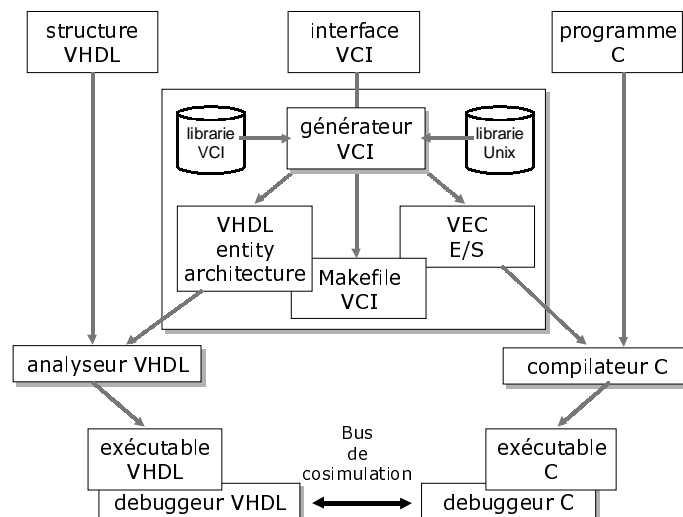 structure
VHDL
interface
VCI
programme
C
librarie
VCI
générateur
VCI
librarie
Unix
VHDL
entity
architecture
VEC
E/S
Makefile
VCI
analyseur VHDL
compilateur C
exécutable
VHDL
debuggeur VHDL
Bus
de
cosimulation
exécutable
C
debuggeur C